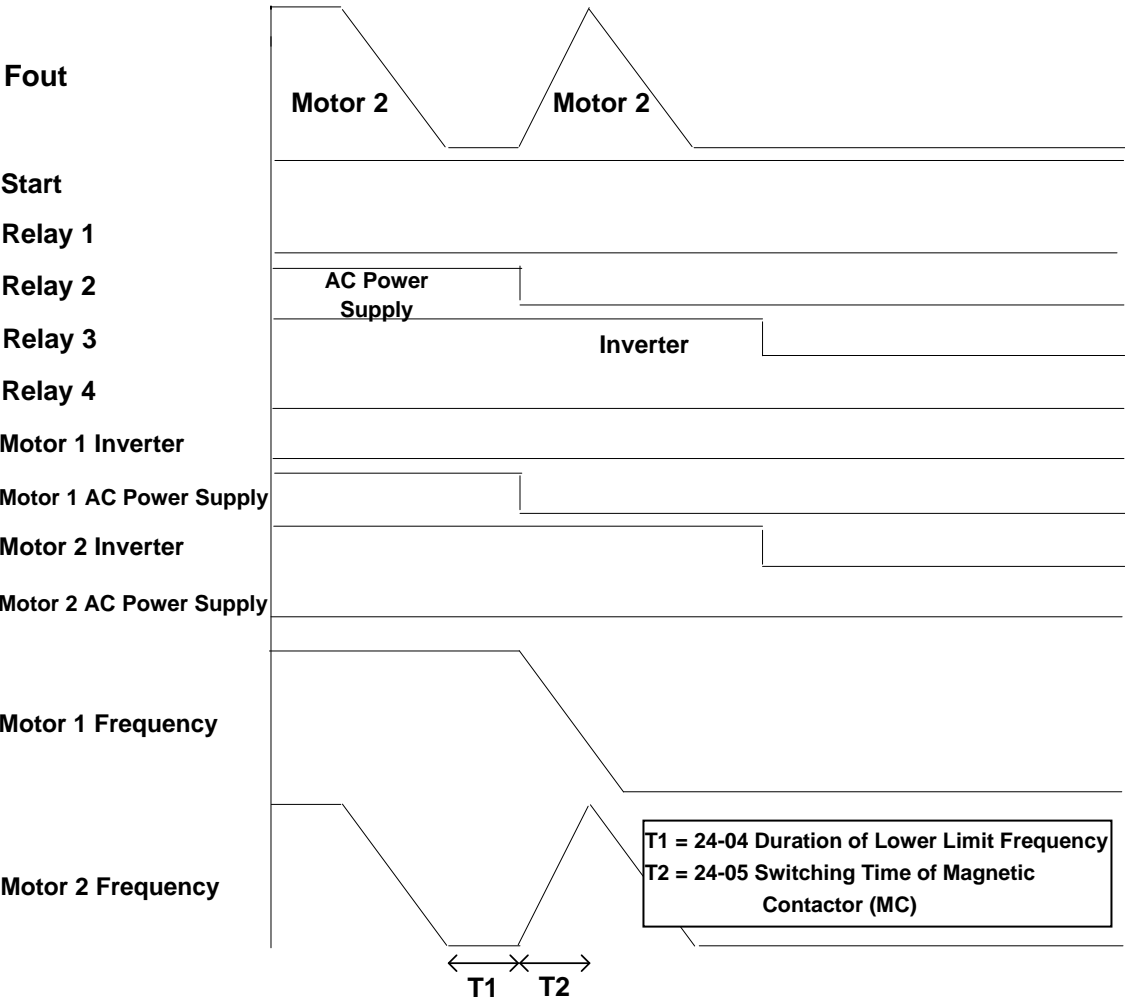 Fout
Motor 2
Motor 2
Start
Relay 1
Relay 2
AC Power
Supply
Relay 3
Inverter
Relay 4
Motor 1 Inverter
Motor 1 AC Power Supply
Motor 2 Inverter
Motor 2 AC Power Supply
Motor 1 Frequency
Motor 2 Frequency
T1 = 24-04 Duration of Lower Limit Frequency
T2 = 24-05 Switching Time of Magnetic
Contactor (MC)
T1
T2